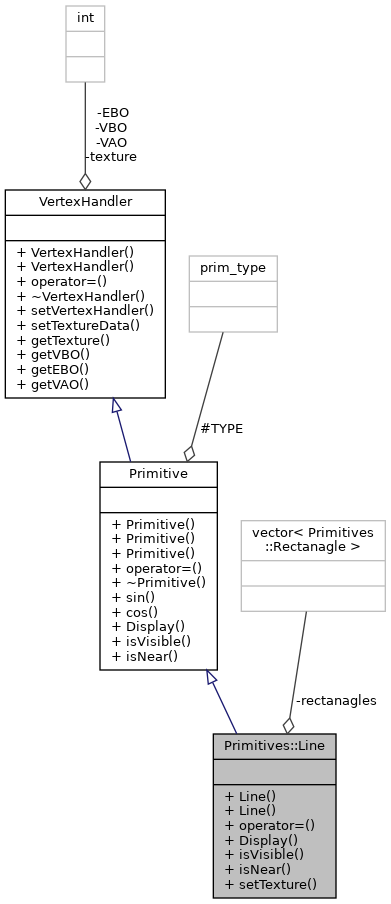 int
-EBO
-VBO
-VAO
-texture
VertexHandler
+ VertexHandler()
+ VertexHandler()
+ operator=()
+ ~VertexHandler()
+ setVertexHandler()
+ setTextureData()
+ getTexture()
+ getVBO()
+ getEBO()
+ getVAO()
prim_type
#TYPE
Primitive
+ Primitive()
+ Primitive()
+ Primitive()
+ operator=()
+ ~Primitive()
+ sin()
+ cos()
+ Display()
+ isVisible()
+ isNear()
vector< Primitives
::Rectanagle >
-rectanagles
Primitives::Line
+ Line()
+ Line()
+ operator=()
+ Display()
+ isVisible()
+ isNear()
+ setTexture()